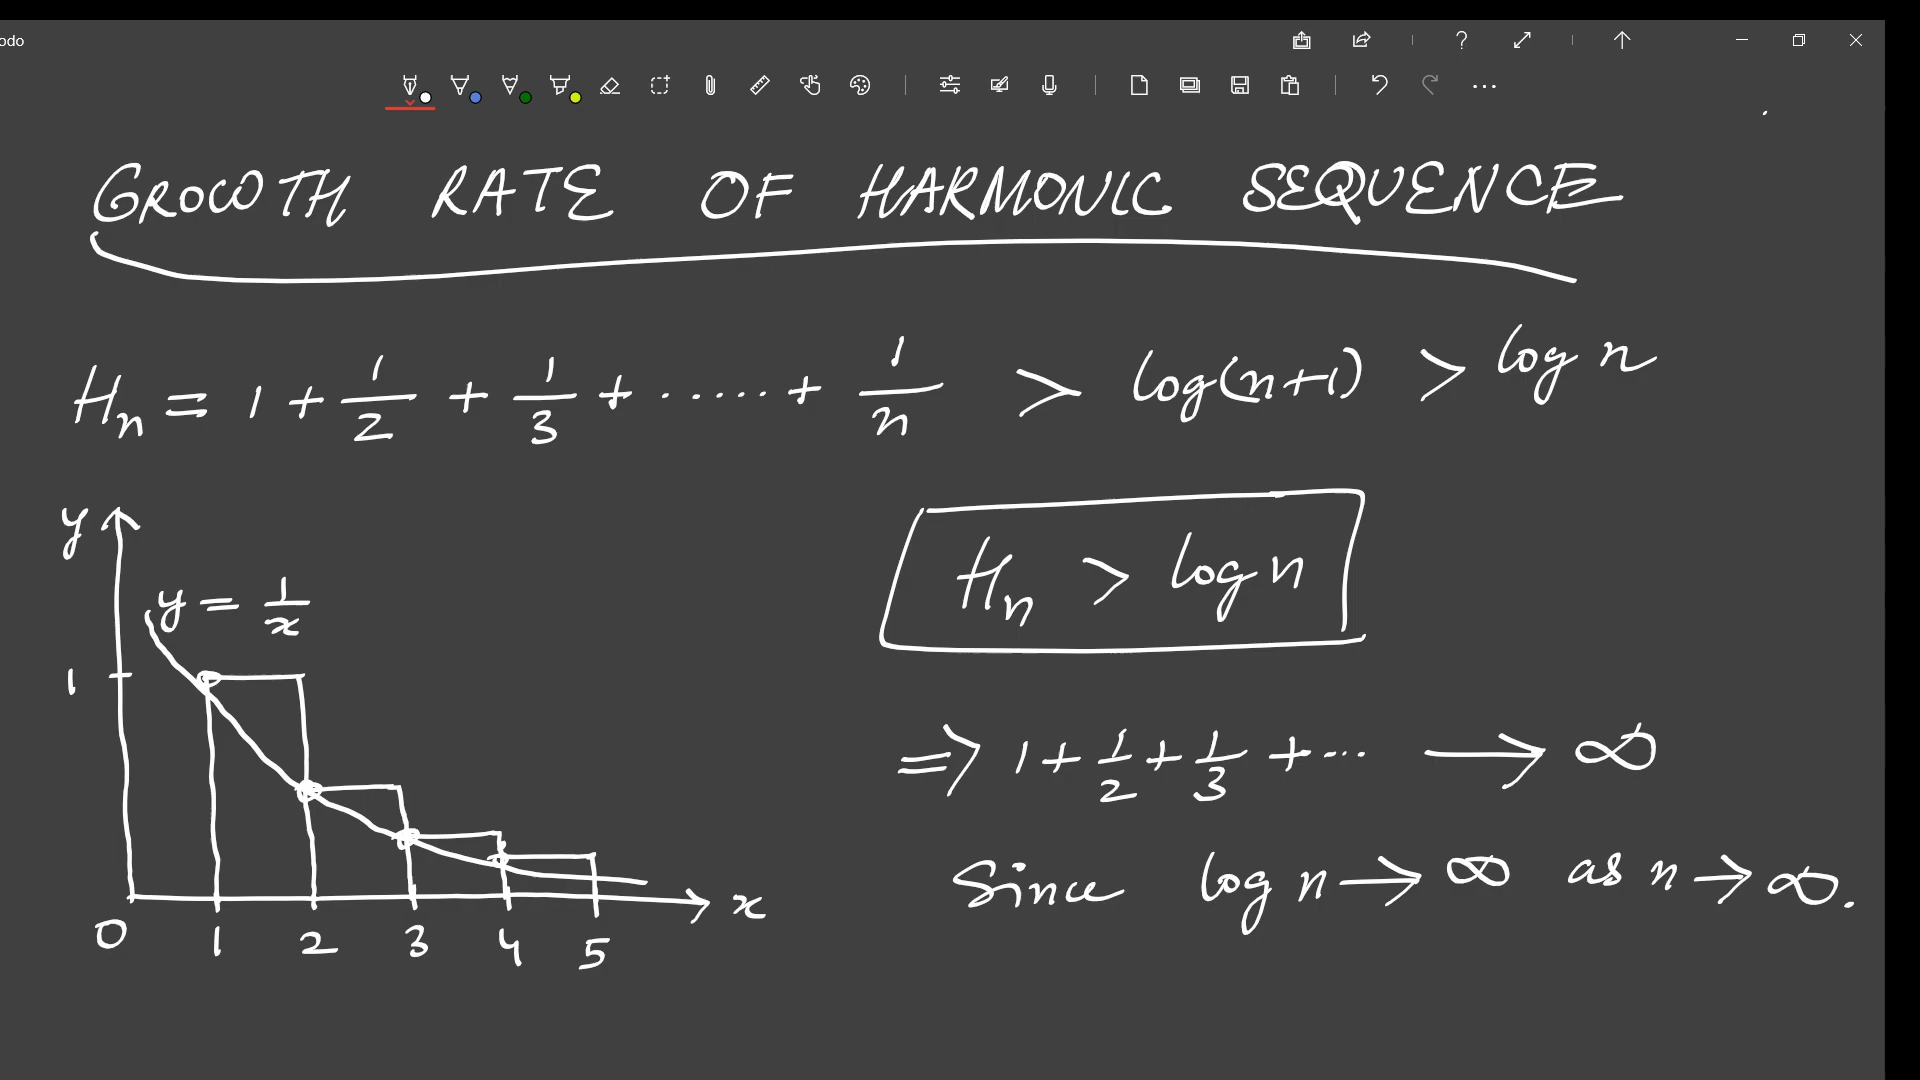 odo
GROWTH RATE OF HARMONIC SEQUENCE
Hn = 1 + 1/2 + 1/3 + ..... + 1/n > log(n+1) > log n
y
y = 1/x
1
0 1 2 3 4 5
x
Hn > log n
⇒ 1 + 1/2 + 1/3 + ... → ∞
Since log n → ∞ as n → ∞.